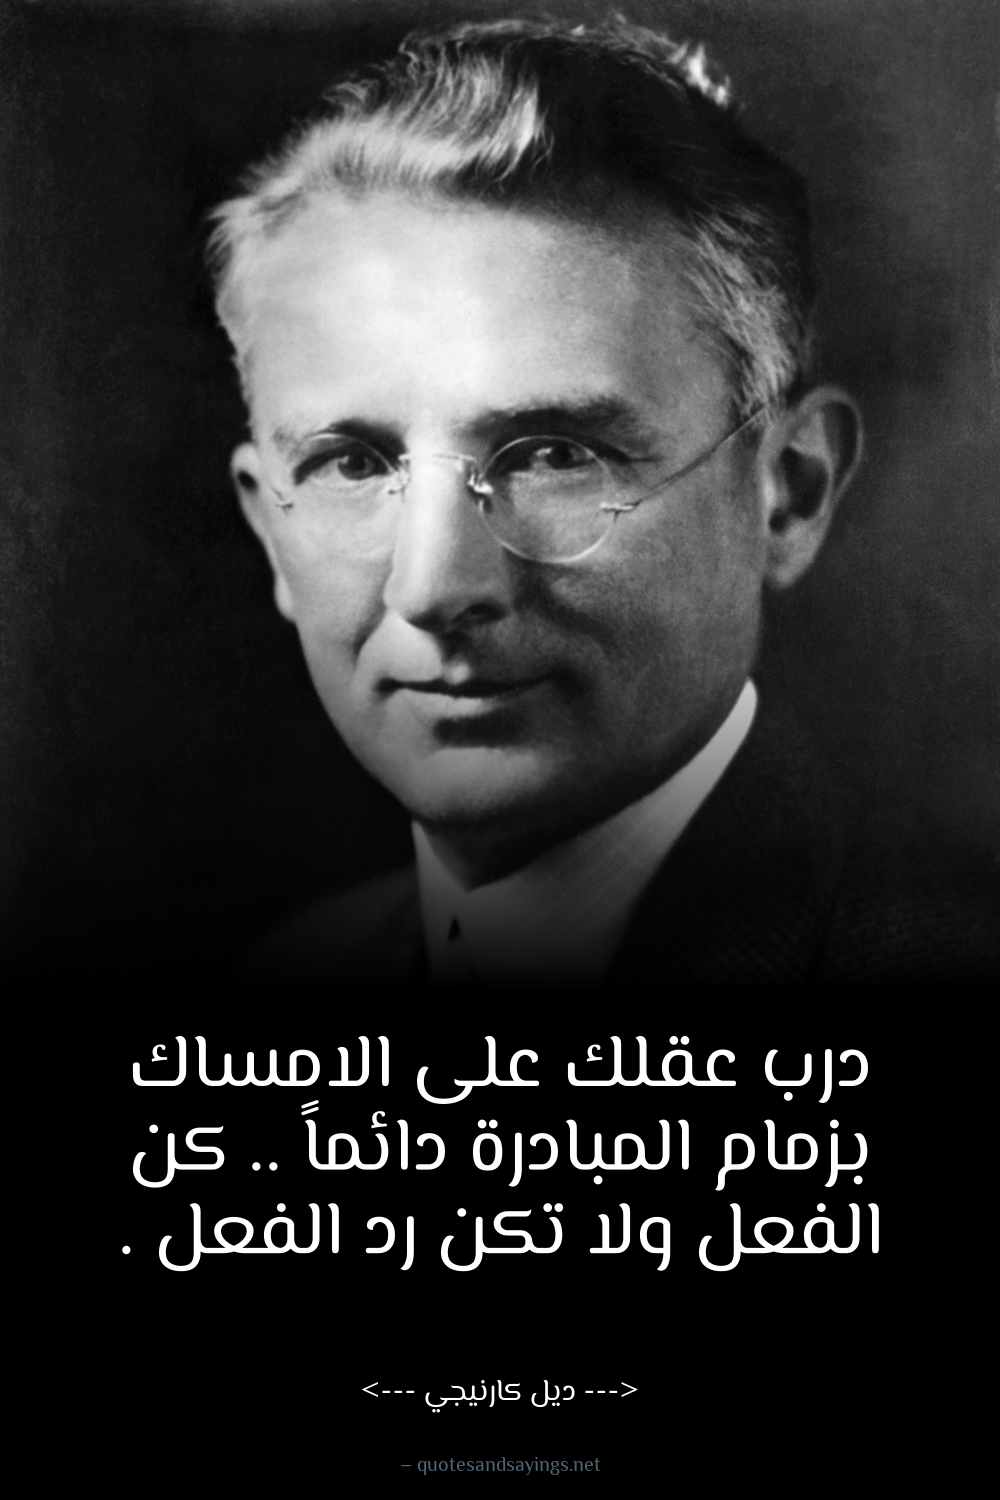 درب عقلك على الامساك
بزمام المبادرة دائماً .. كن
الفعل ولا تكن رد الفعل .
<--- ديل كارنيجي --->
– quotesandsayings.net